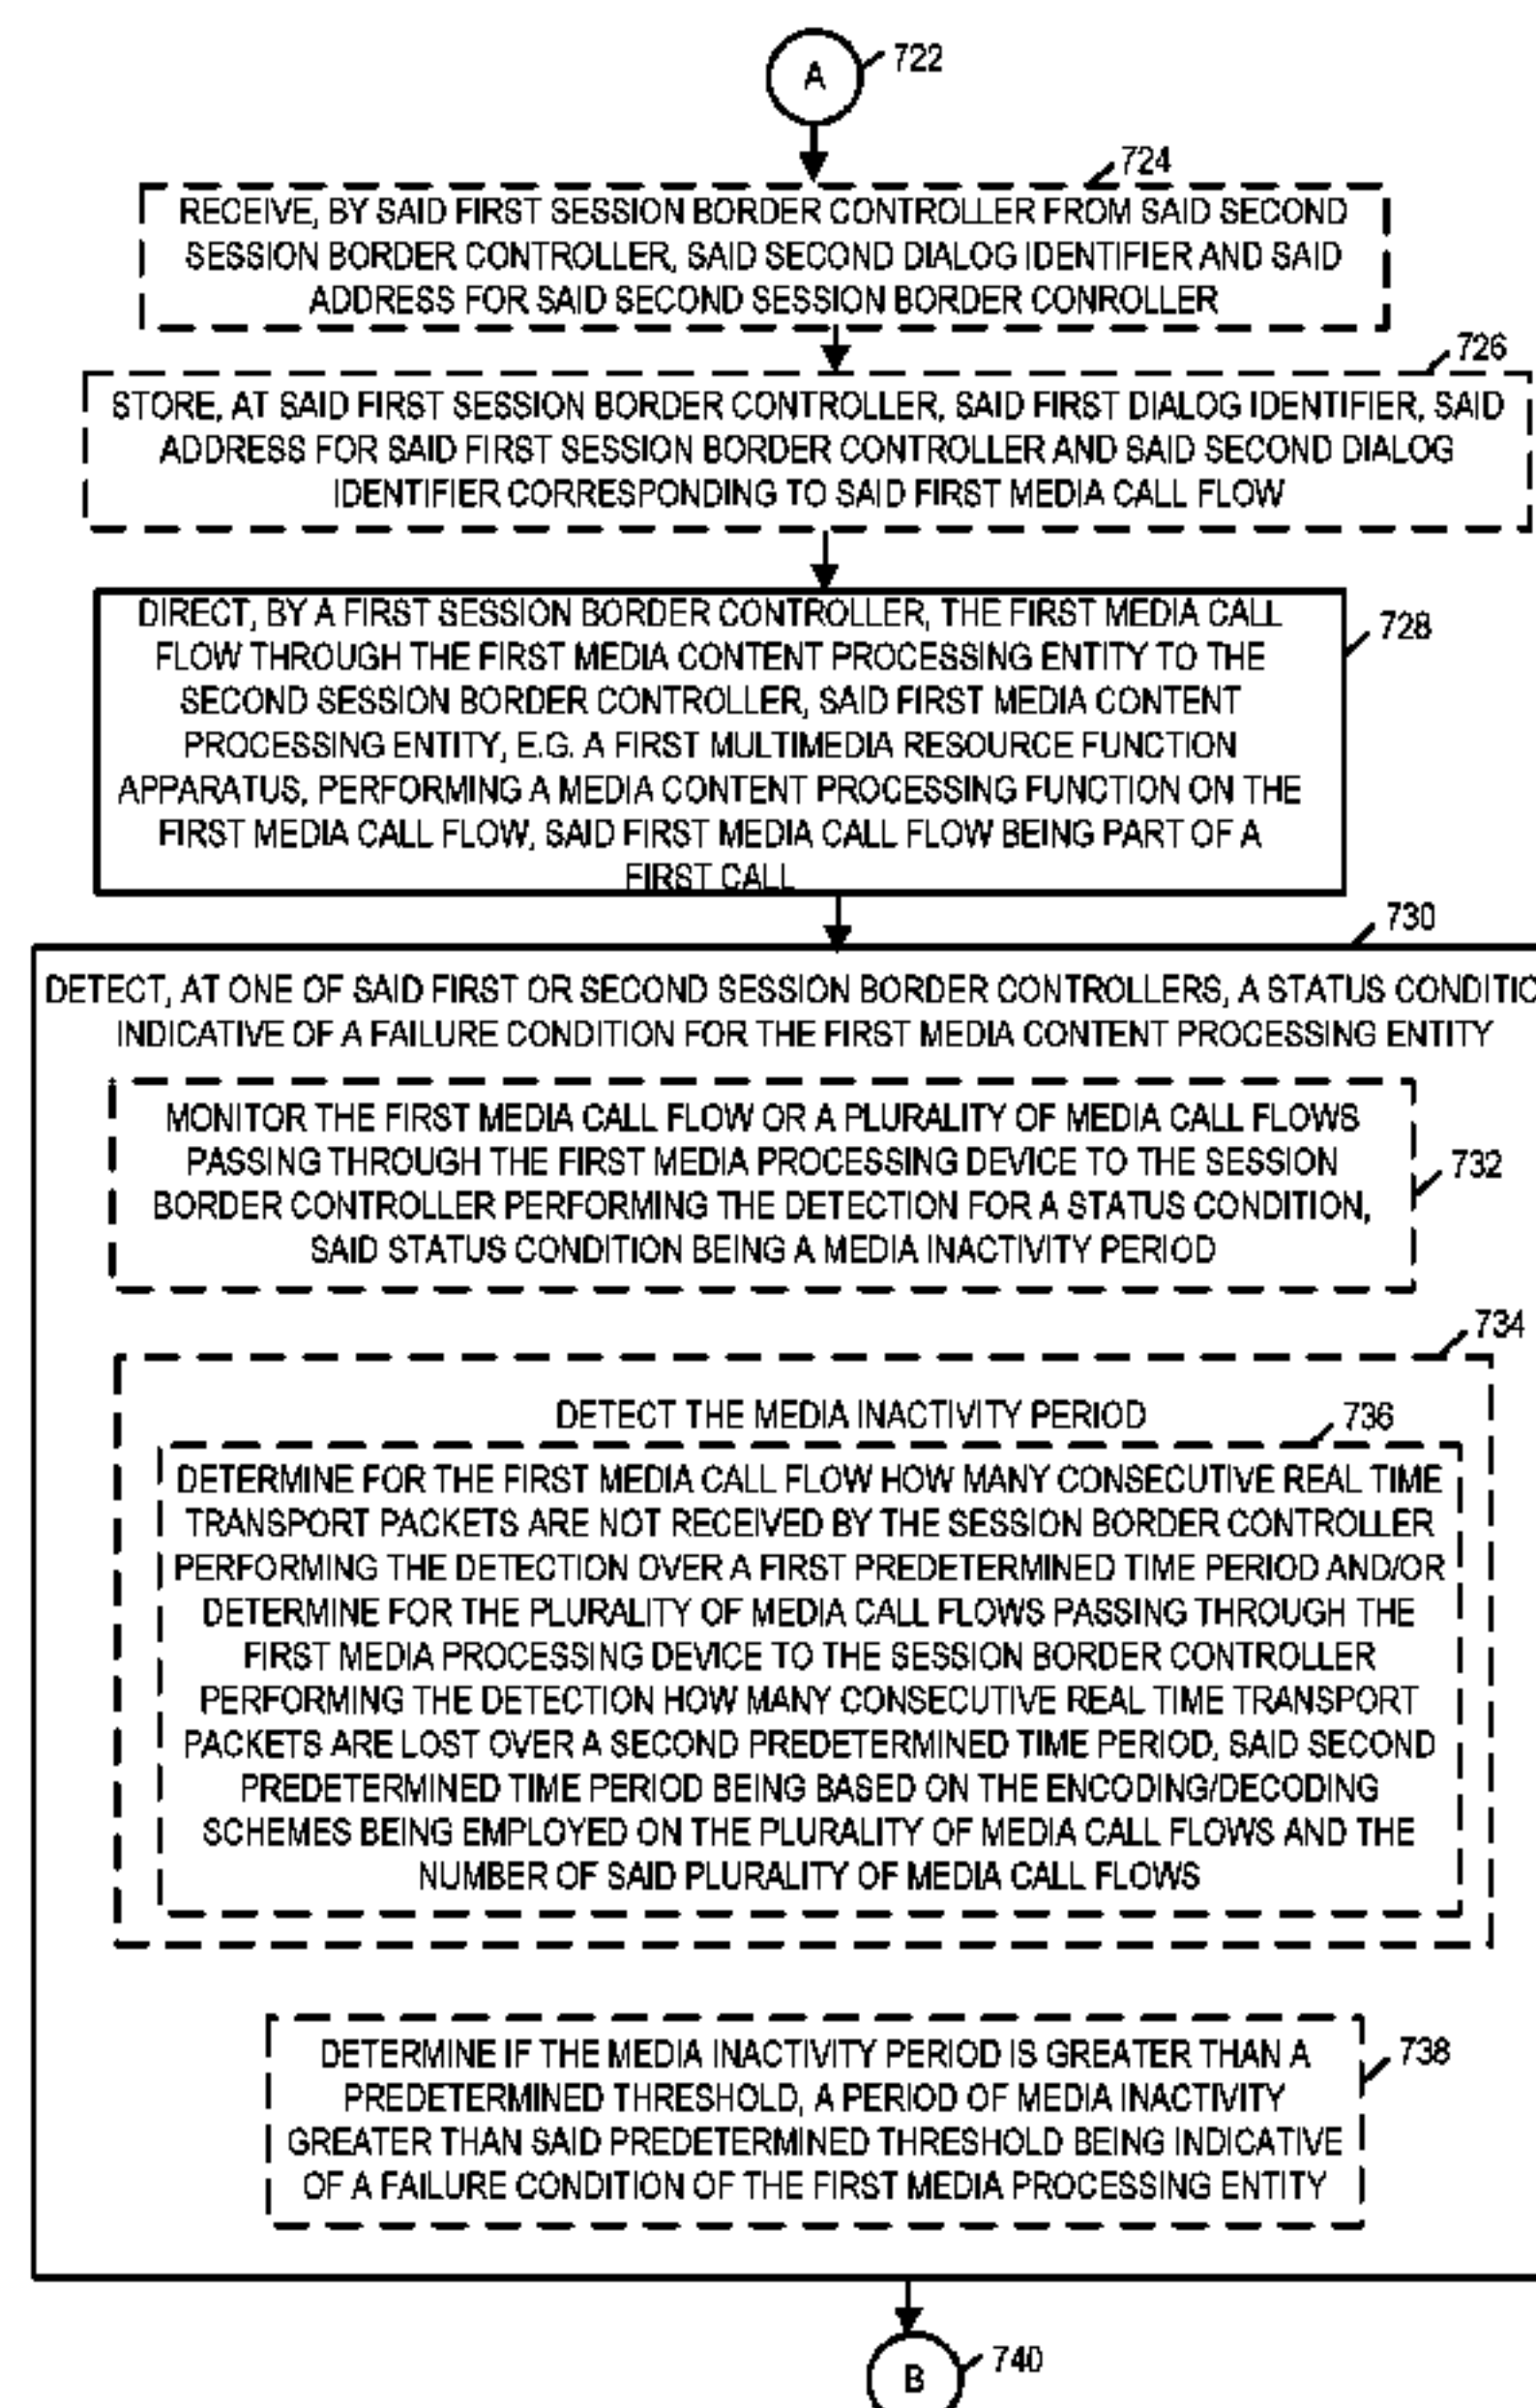 A
722
724
RECEIVE, BY SAID FIRST SESSION BORDER CONTROLLER FROM SAID SECOND
SESSION BORDER CONTROLLER, SAID SECOND DIALOG IDENTIFIER AND SAID
ADDRESS FOR SAID SECOND SESSION BORDER CONROLLER
726
STORE, AT SAID FIRST SESSION BORDER CONTROLLER, SAID FIRST DIALOG IDENTIFIER, SAID
ADDRESS FOR SAID FIRST SESSION BORDER CONTROLLER AND SAID SECOND DIALOG
IDENTIFIER CORRESPONDING TO SAID FIRST MEDIA CALL FLOW
728
DIRECT, BY A FIRST SESSION BORDER CONTROLLER, THE FIRST MEDIA CALL
FLOW THROUGH THE FIRST MEDIA CONTENT PROCESSING ENTITY TO THE
SECOND SESSION BORDER CONTROLLER, SAID FIRST MEDIA CONTENT
PROCESSING ENTITY, E.G. A FIRST MULTIMEDIA RESOURCE FUNCTION
APPARATUS, PERFORMING A MEDIA CONTENT PROCESSING FUNCTION ON THE
FIRST MEDIA CALL FLOW, SAID FIRST MEDIA CALL FLOW BEING PART OF A
FIRST CALL
730
DETECT, AT ONE OF SAID FIRST OR SECOND SESSION BORDER CONTROLLERS, A STATUS CONDITIO
INDICATIVE OF A FAILURE CONDITION FOR THE FIRST MEDIA CONTENT PROCESSING ENTITY
MONITOR THE FIRST MEDIA CALL FLOW OR A PLURALITY OF MEDIA CALL FLOWS
PASSING THROUGH THE FIRST MEDIA PROCESSING DEVICE TO THE SESSION
BORDER CONTROLLER PERFORMING THE DETECTION FOR A STATUS CONDITION,
SAID STATUS CONDITION BEING A MEDIA INACTIVITY PERIOD
732
734
DETECT THE MEDIA INACTIVITY PERIOD
736
DETERMINE FOR THE FIRST MEDIA CALL FLOW HOW MANY CONSECUTIVE REAL TIME
TRANSPORT PACKETS ARE NOT RECEIVED BY THE SESSION BORDER CONTROLLER
PERFORMING THE DETECTION OVER A FIRST PREDETERMINED TIME PERIOD AND/OR
DETERMINE FOR THE PLURALITY OF MEDIA CALL FLOWS PASSING THROUGH THE
FIRST MEDIA PROCESSING DEVICE TO THE SESSION BORDER CONTROLLER
PERFORMING THE DETECTION HOW MANY CONSECUTIVE REAL TIME TRANSPORT
PACKETS ARE LOST OVER A SECOND PREDETERMINED TIME PERIOD, SAID SECOND
PREDETERMINED TIME PERIOD BEING BASED ON THE ENCODING/DECODING
SCHEMES BEING EMPLOYED ON THE PLURALITY OF MEDIA CALL FLOWS AND THE
NUMBER OF SAID PLURALITY OF MEDIA CALL FLOWS
DETERMINE IF THE MEDIA INACTIVITY PERIOD IS GREATER THAN A
PREDETERMINED THRESHOLD, A PERIOD OF MEDIA INACTIVITY
GREATER THAN SAID PREDETERMINED THRESHOLD BEING INDICATIVE
OF A FAILURE CONDITION OF THE FIRST MEDIA PROCESSING ENTITY
738
B
740